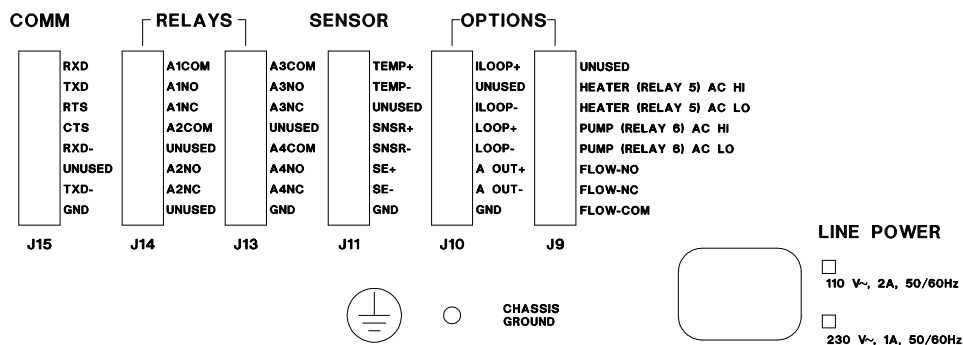 COMM RELAYS SENSOR OPTIONS
RXD A1COM A3COM TEMP+ ILOOP+ UNUSED
TXD A1NO A3NO TEMP- UNUSED HEATER (RELAY 5) AC HI
RTS A1NC A3NC UNUSED ILOOP- HEATER (RELAY 5) AC LO
CTS A2COM UNUSED SNSR+ LOOP+ PUMP (RELAY 6) AC HI
RXD- UNUSED A4COM SNSR- LOOP- PUMP (RELAY 6) AC LO
UNUSED A2NO A4NO SE+ A OUT+ FLOW-NO
TXD- A2NC A4NC SE- A OUT- FLOW-NC
GND UNUSED GND GND GND FLOW-COM
J15 J14 J13 J11 J10 J9
LINE POWER
110 V~, 2A, 50/60Hz
CHASSIS
GROUND
230 V~, 1A, 50/60Hz